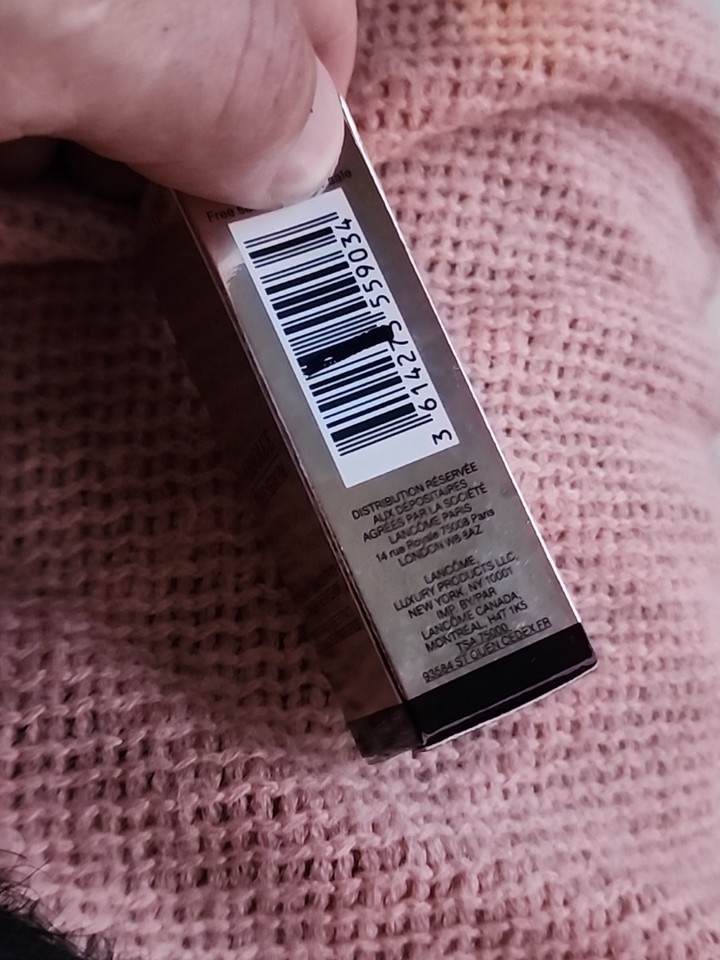 Free
3 614273 559034
DISTRIBUTION RÉSERVÉE
AUX DÉPOSITAIRES
AGRÉÉS PAR LA SOCIÉTÉ
LANCÔME PARIS
14 rue Royale 75008 Paris
LONDON W6 8AZ
LANCÔME,
LUXURY PRODUCTS LLC,
NEW YORK, NY 10001
IMP. BY/PAR
LANCÔME CANADA,
MONTRÉAL, H4T 1K5
TSA 75000
93584 ST OUEN CEDEX FR